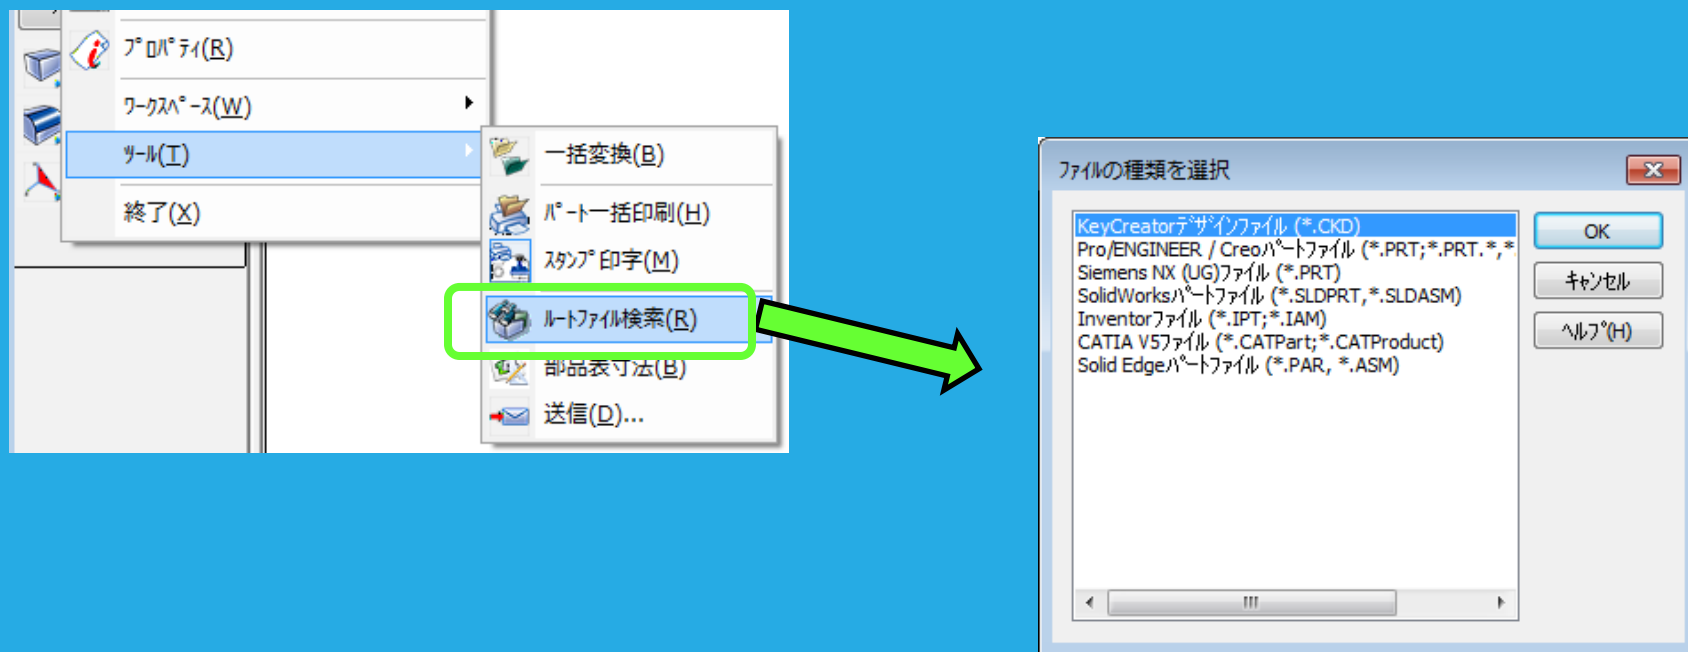 ﾌﾟﾛﾊﾟﾃｨ(R)
ﾜｰｸｽﾍﾟｰｽ(W)
ﾂｰﾙ(T)
終了(X)
一括変換(B)
ﾊﾟｰﾄ一括印刷(H)
ｽﾀﾝﾌﾟ印字(M)
ﾙｰﾄﾌｧｲﾙ検索(R)
部品表寸法(B)
送信(D)...
ﾌｧｲﾙの種類を選択
KeyCreatorﾃﾞｻﾞｲﾝﾌｧｲﾙ (*.CKD)
Pro/ENGINEER / Creoﾊﾟｰﾄﾌｧｲﾙ (*.PRT;*.PRT.*,*.
Siemens NX (UG)ﾌｧｲﾙ (*.PRT)
SolidWorksﾊﾟｰﾄﾌｧｲﾙ (*.SLDPRT,*.SLDASM)
Inventorﾌｧｲﾙ (*.IPT;*.IAM)
CATIA V5ﾌｧｲﾙ (*.CATPart;*.CATProduct)
Solid Edgeﾊﾟｰﾄﾌｧｲﾙ (*.PAR, *.ASM)
OK
ｷｬﾝｾﾙ
ﾍﾙﾌﾟ(H)